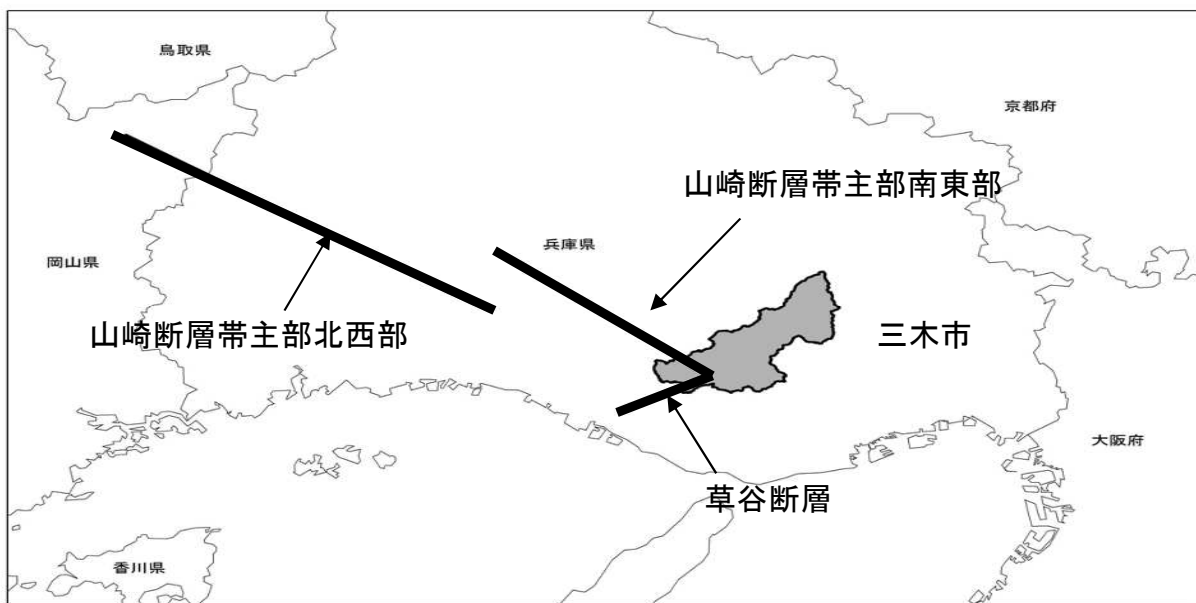 鳥取県
京都府
山崎断層帯主部南東部
兵庫県
岡山県
山崎断層帯主部北西部
三木市
大阪府
草谷断層
香川県